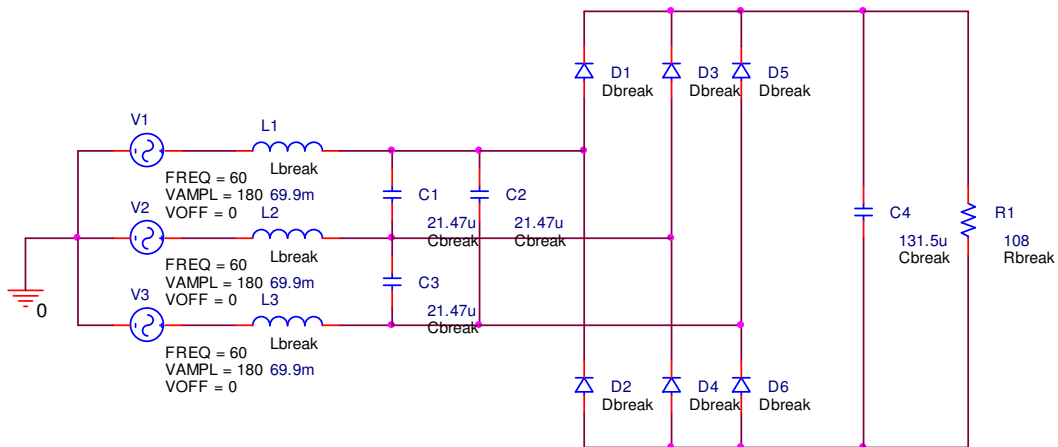 D1
Dbreak
D3
Dbreak
D5
Dbreak
V1
FREQ = 60
VAMPL = 180
VOFF = 0
L1
Lbreak
69.9m
C1
21.47u
Cbreak
C2
21.47u
Cbreak
V2
FREQ = 60
VAMPL = 180
VOFF = 0
L2
Lbreak
69.9m
C3
21.47u
Cbreak
V3
FREQ = 60
VAMPL = 180
VOFF = 0
L3
Lbreak
69.9m
0
C4
131.5u
Cbreak
R1
108
Rbreak
D2
Dbreak
D4
Dbreak
D6
Dbreak